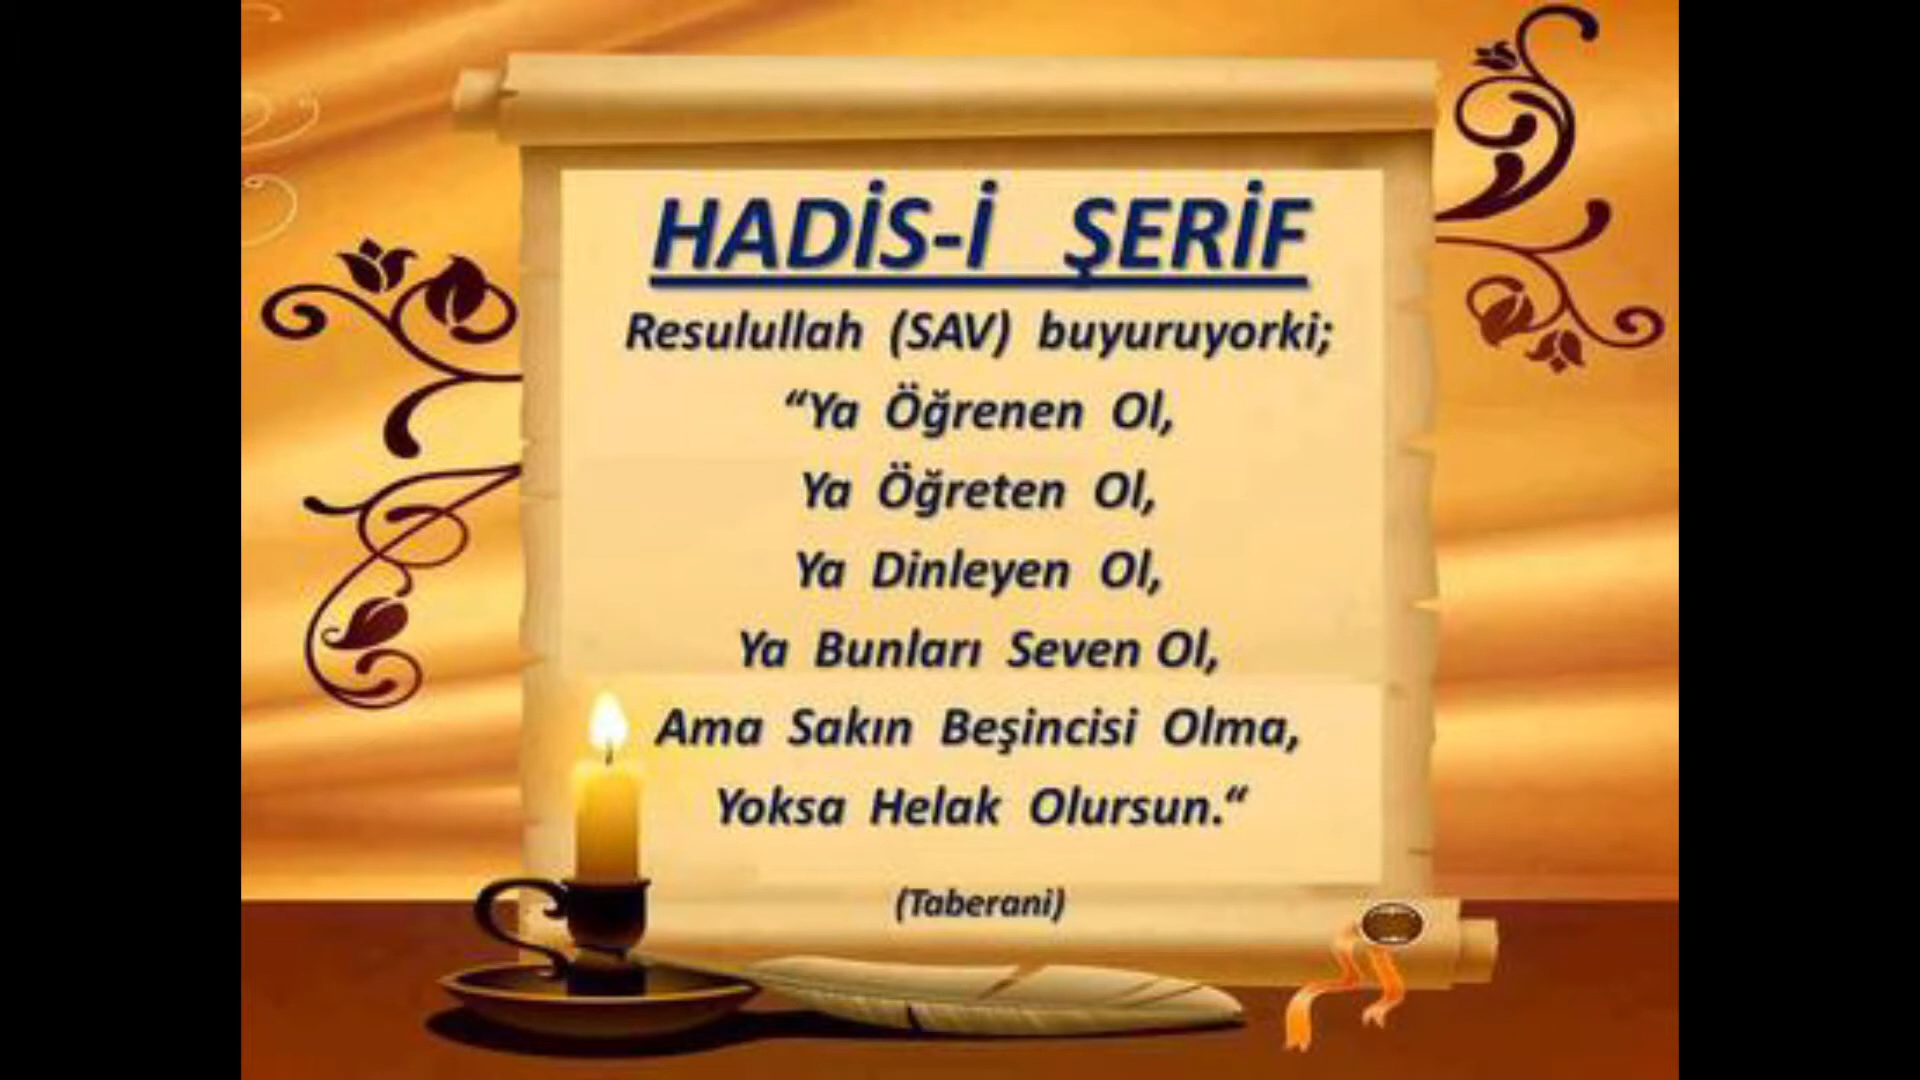 HADİS-İ ŞERİF
Resulullah (SAV) buyuruyorki;
“Ya Öğrenen Ol,
Ya Öğreten Ol,
Ya Dinleyen Ol,
Ya Bunları Seven Ol,
Ama Sakın Beşincisi Olma,
Yoksa Helak Olursun.“
(Taberani)